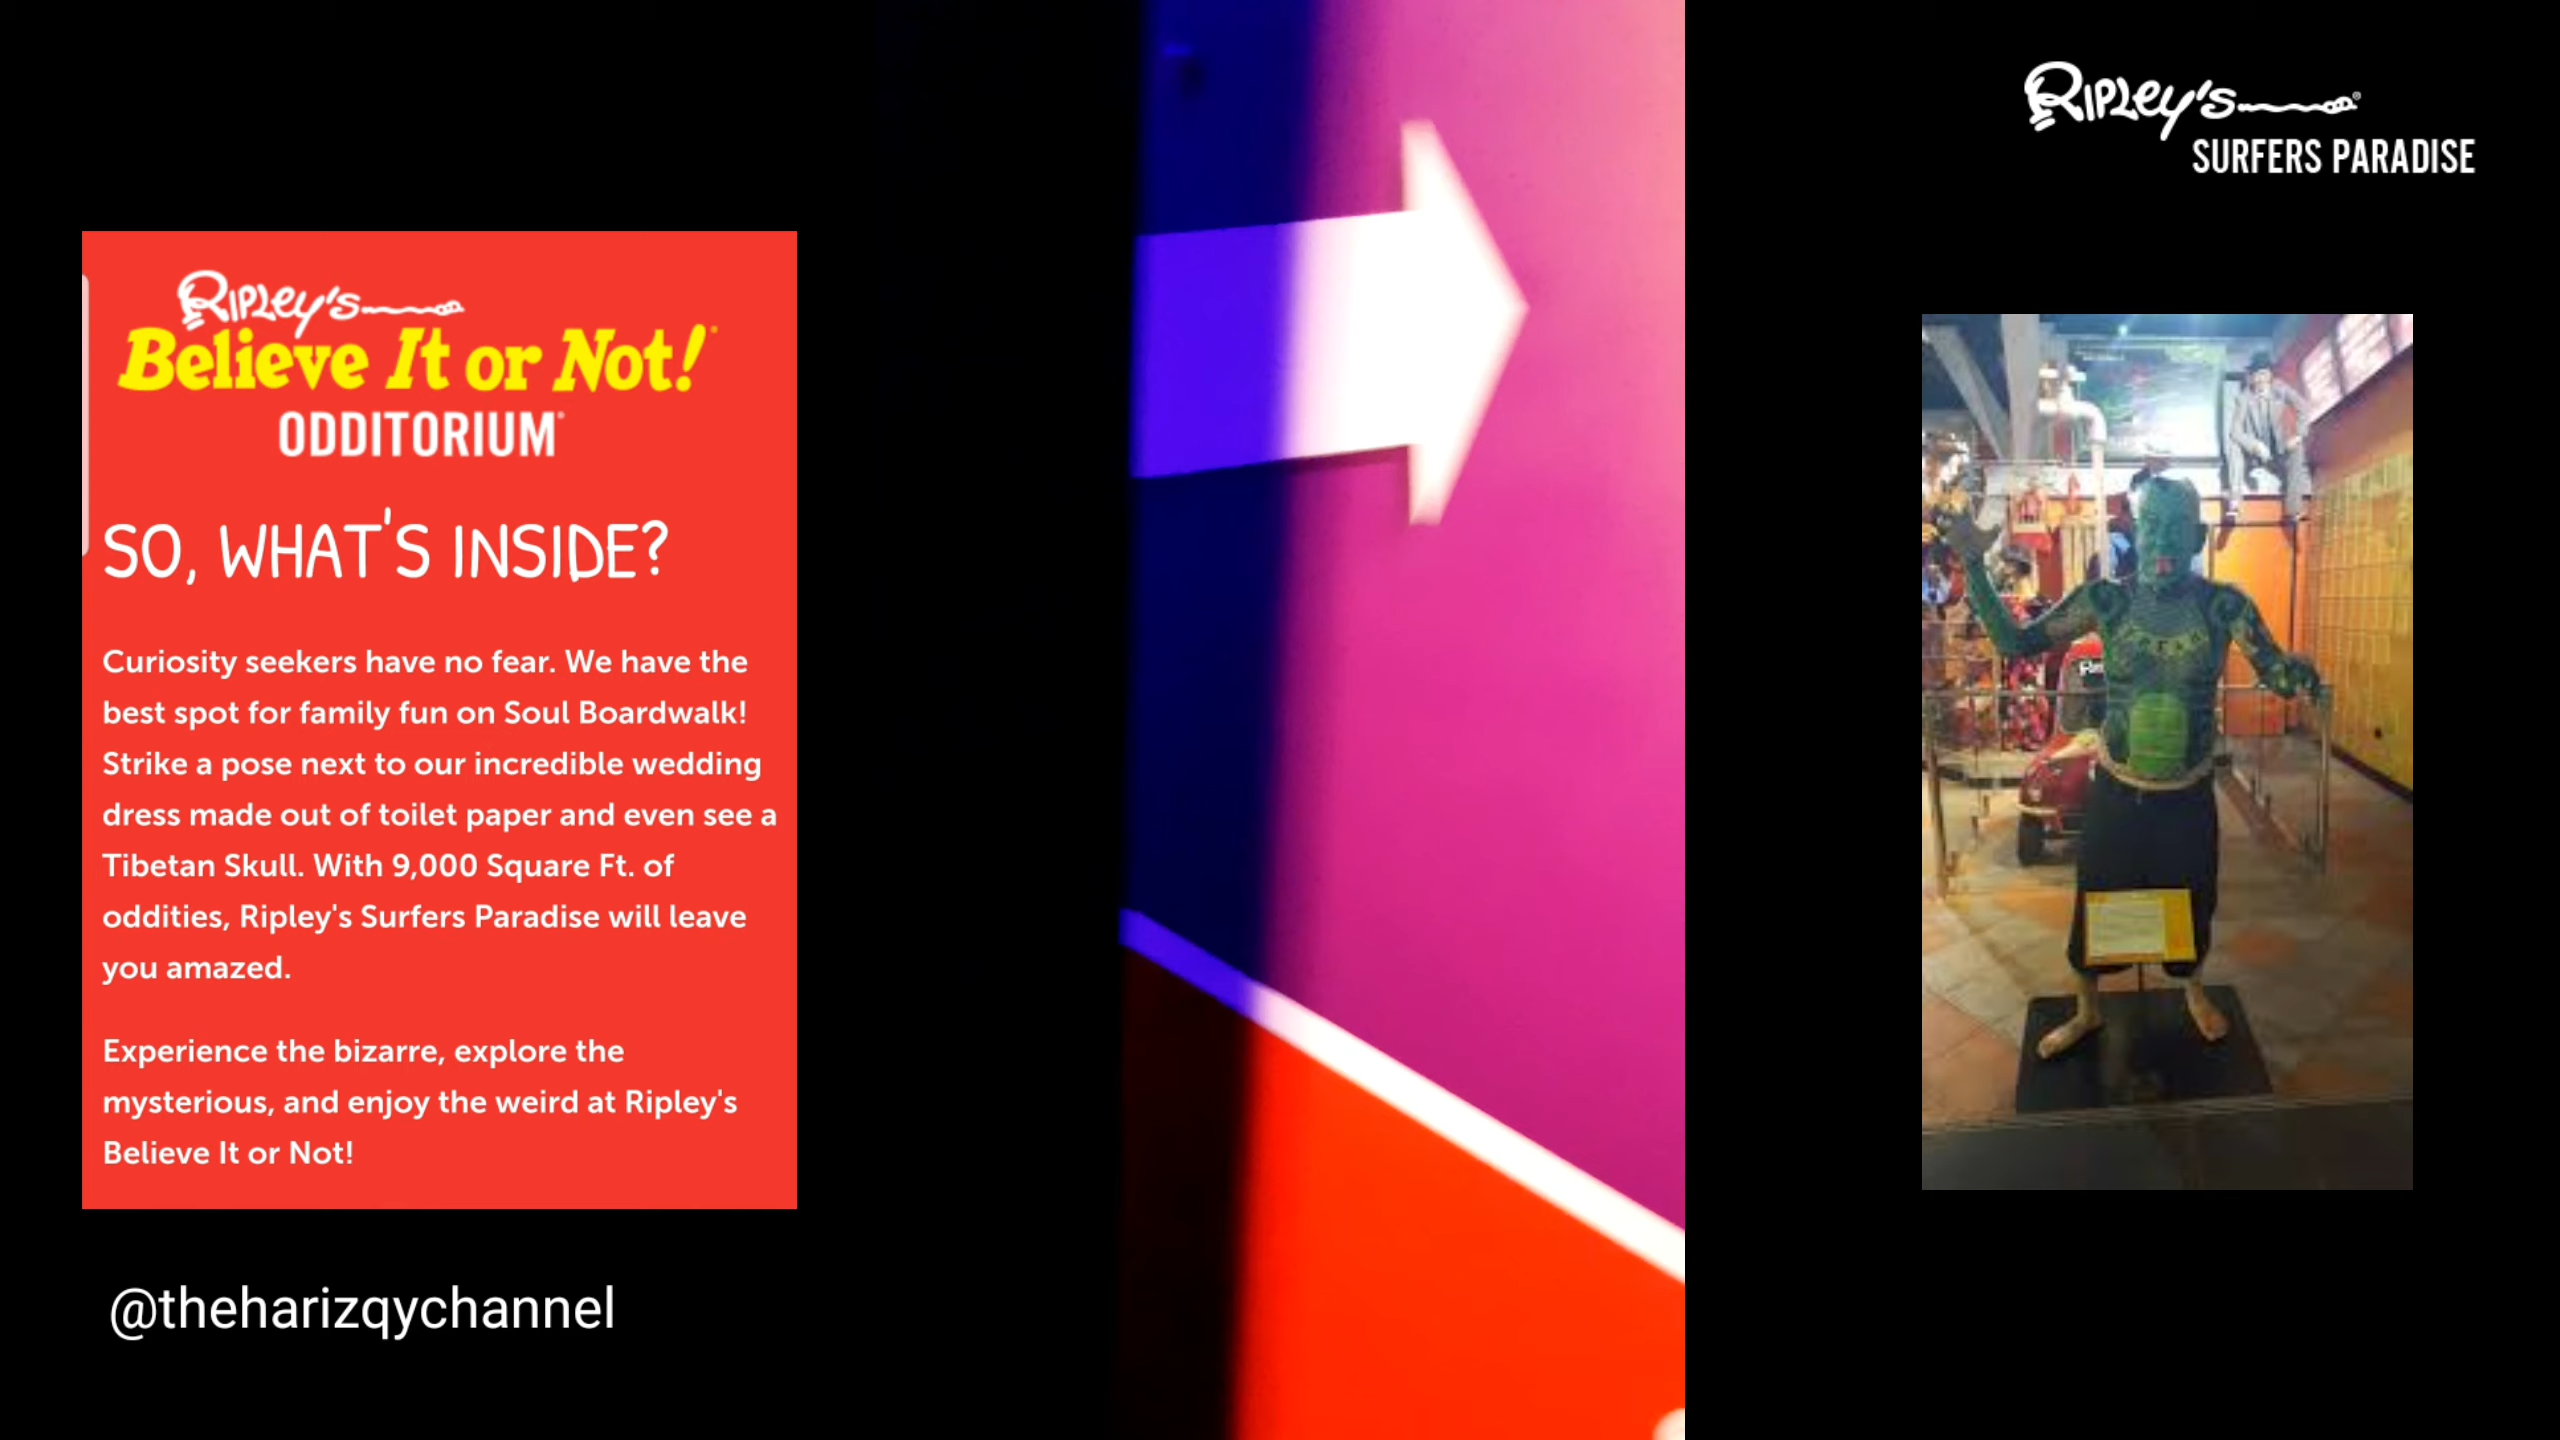 Ripley's
Believe It or Not!®
ODDITORIUM®
SO, WHAT'S INSIDE?
Curiosity seekers have no fear. We have the
best spot for family fun on Soul Boardwalk!
Strike a pose next to our incredible wedding
dress made out of toilet paper and even see a
Tibetan Skull. With 9,000 Square Ft. of
oddities, Ripley's Surfers Paradise will leave
you amazed.
Experience the bizarre, explore the
mysterious, and enjoy the weird at Ripley's
Believe It or Not!
@theharizqychannel
Ripley's®
SURFERS PARADISE